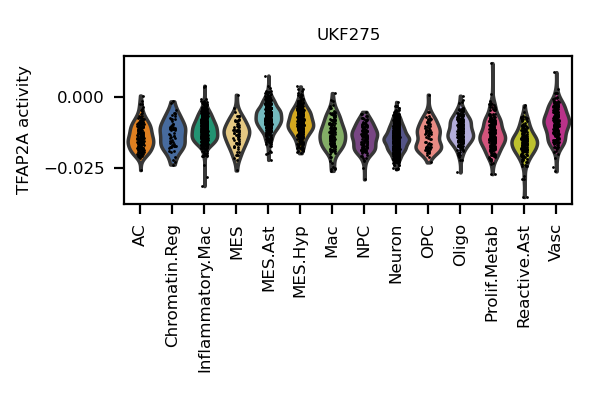 UKF275
TFAP2A activity
0.000
−0.025
AC
Chromatin.Reg
Inflammatory.Mac
MES
MES.Ast
MES.Hyp
Mac
NPC
Neuron
OPC
Oligo
Prolif.Metab
Reactive.Ast
Vasc